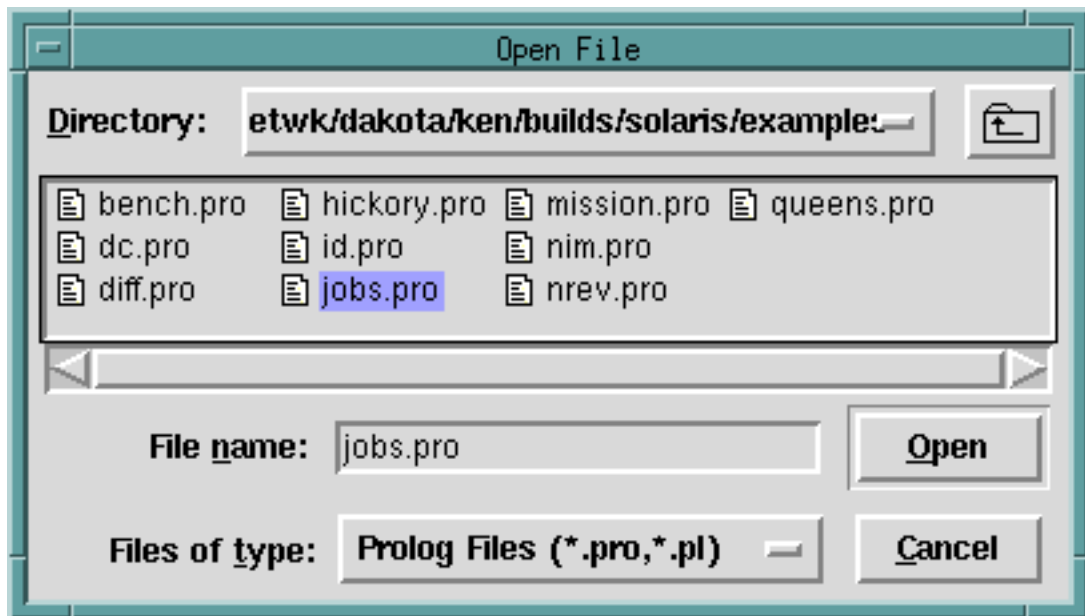 Open File
Directory: etwk/dakota/ken/builds/solaris/examples
bench.pro hickory.pro mission.pro queens.pro
dc.pro id.pro nim.pro
diff.pro jobs.pro nrev.pro
File name: jobs.pro Open
Files of type: Prolog Files (*.pro,*.pl) Cancel